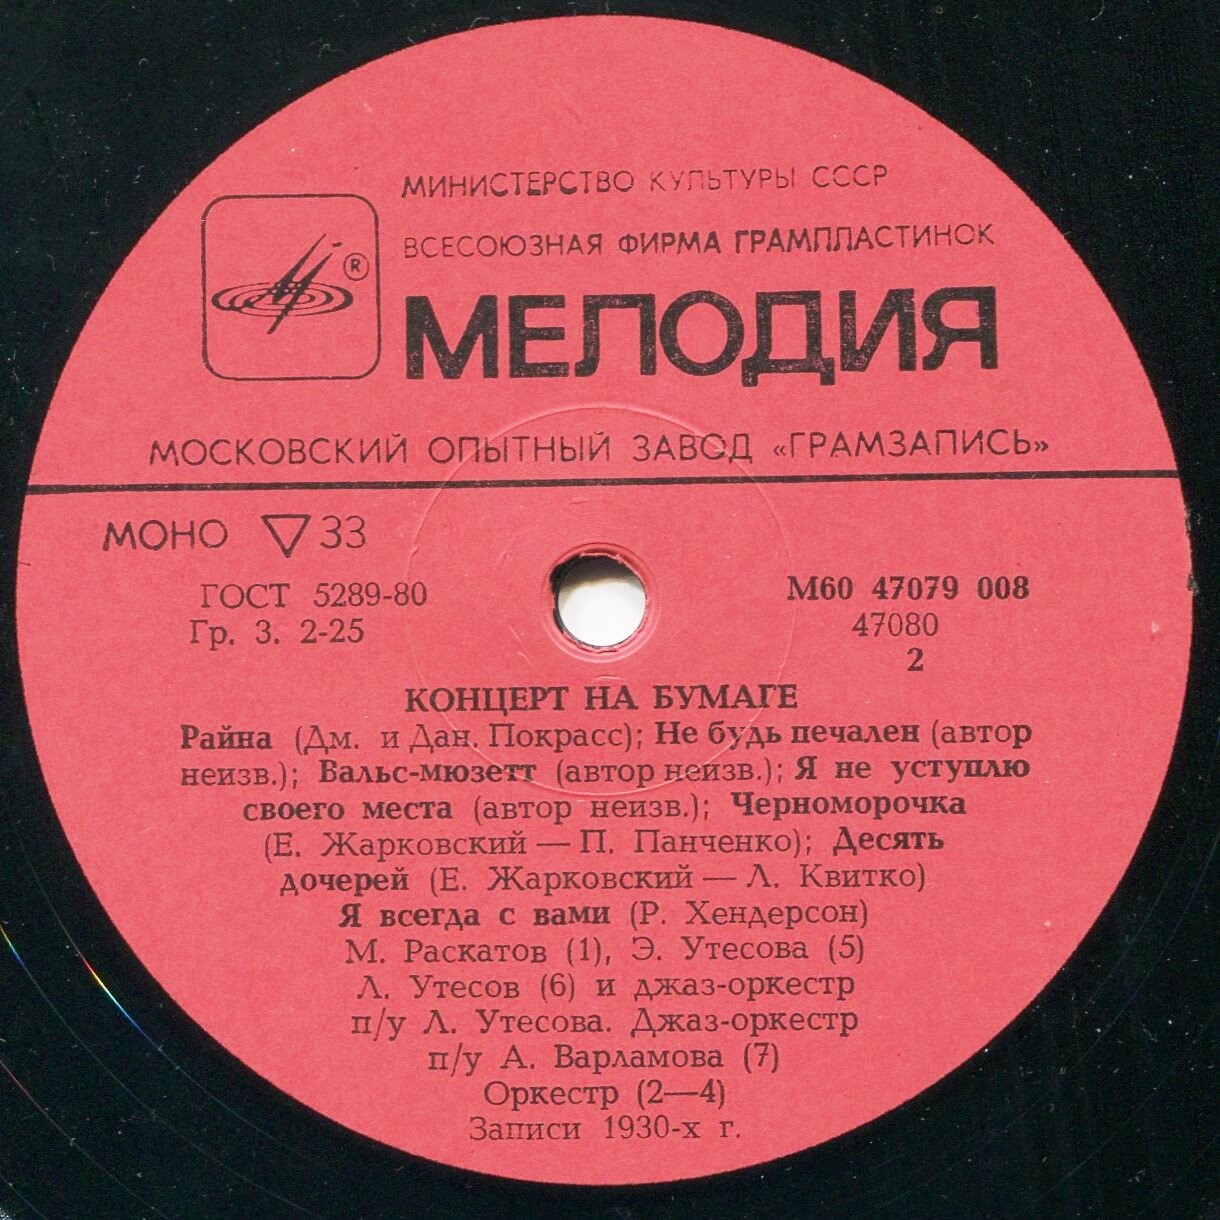 МИНИСТЕРСТВО КУЛЬТУРЫ СССР
ВСЕСОЮЗНАЯ ФИРМА ГРАМПЛАСТИНОК
®
МЕЛОДИЯ
МОСКОВСКИЙ ОПЫТНЫЙ ЗАВОД «ГРАМЗАПИСЬ»
МОНО ▽ 33
ГОСТ 5289-80
Гр. 3. 2-25
М60 47079 008
47080
2
КОНЦЕРТ НА БУМАГЕ
Райна (Дм. и Дан. Покрасс); Не будь печален (автор
неизв.); Вальс-мюзетт (автор неизв.); Я не уступлю
своего места (автор неизв.); Черноморочка
(Е. Жарковский — П. Панченко); Десять
дочерей (Е. Жарковский — Л. Квитко)
Я всегда с вами (Р. Хендерсон)
М. Раскатов (1), Э. Утесова (5)
Л. Утесов (6) и джаз-оркестр
п/у Л. Утесова. Джаз-оркестр
п/у А. Варламова (7)
Оркестр (2—4)
Записи 1930-х г.